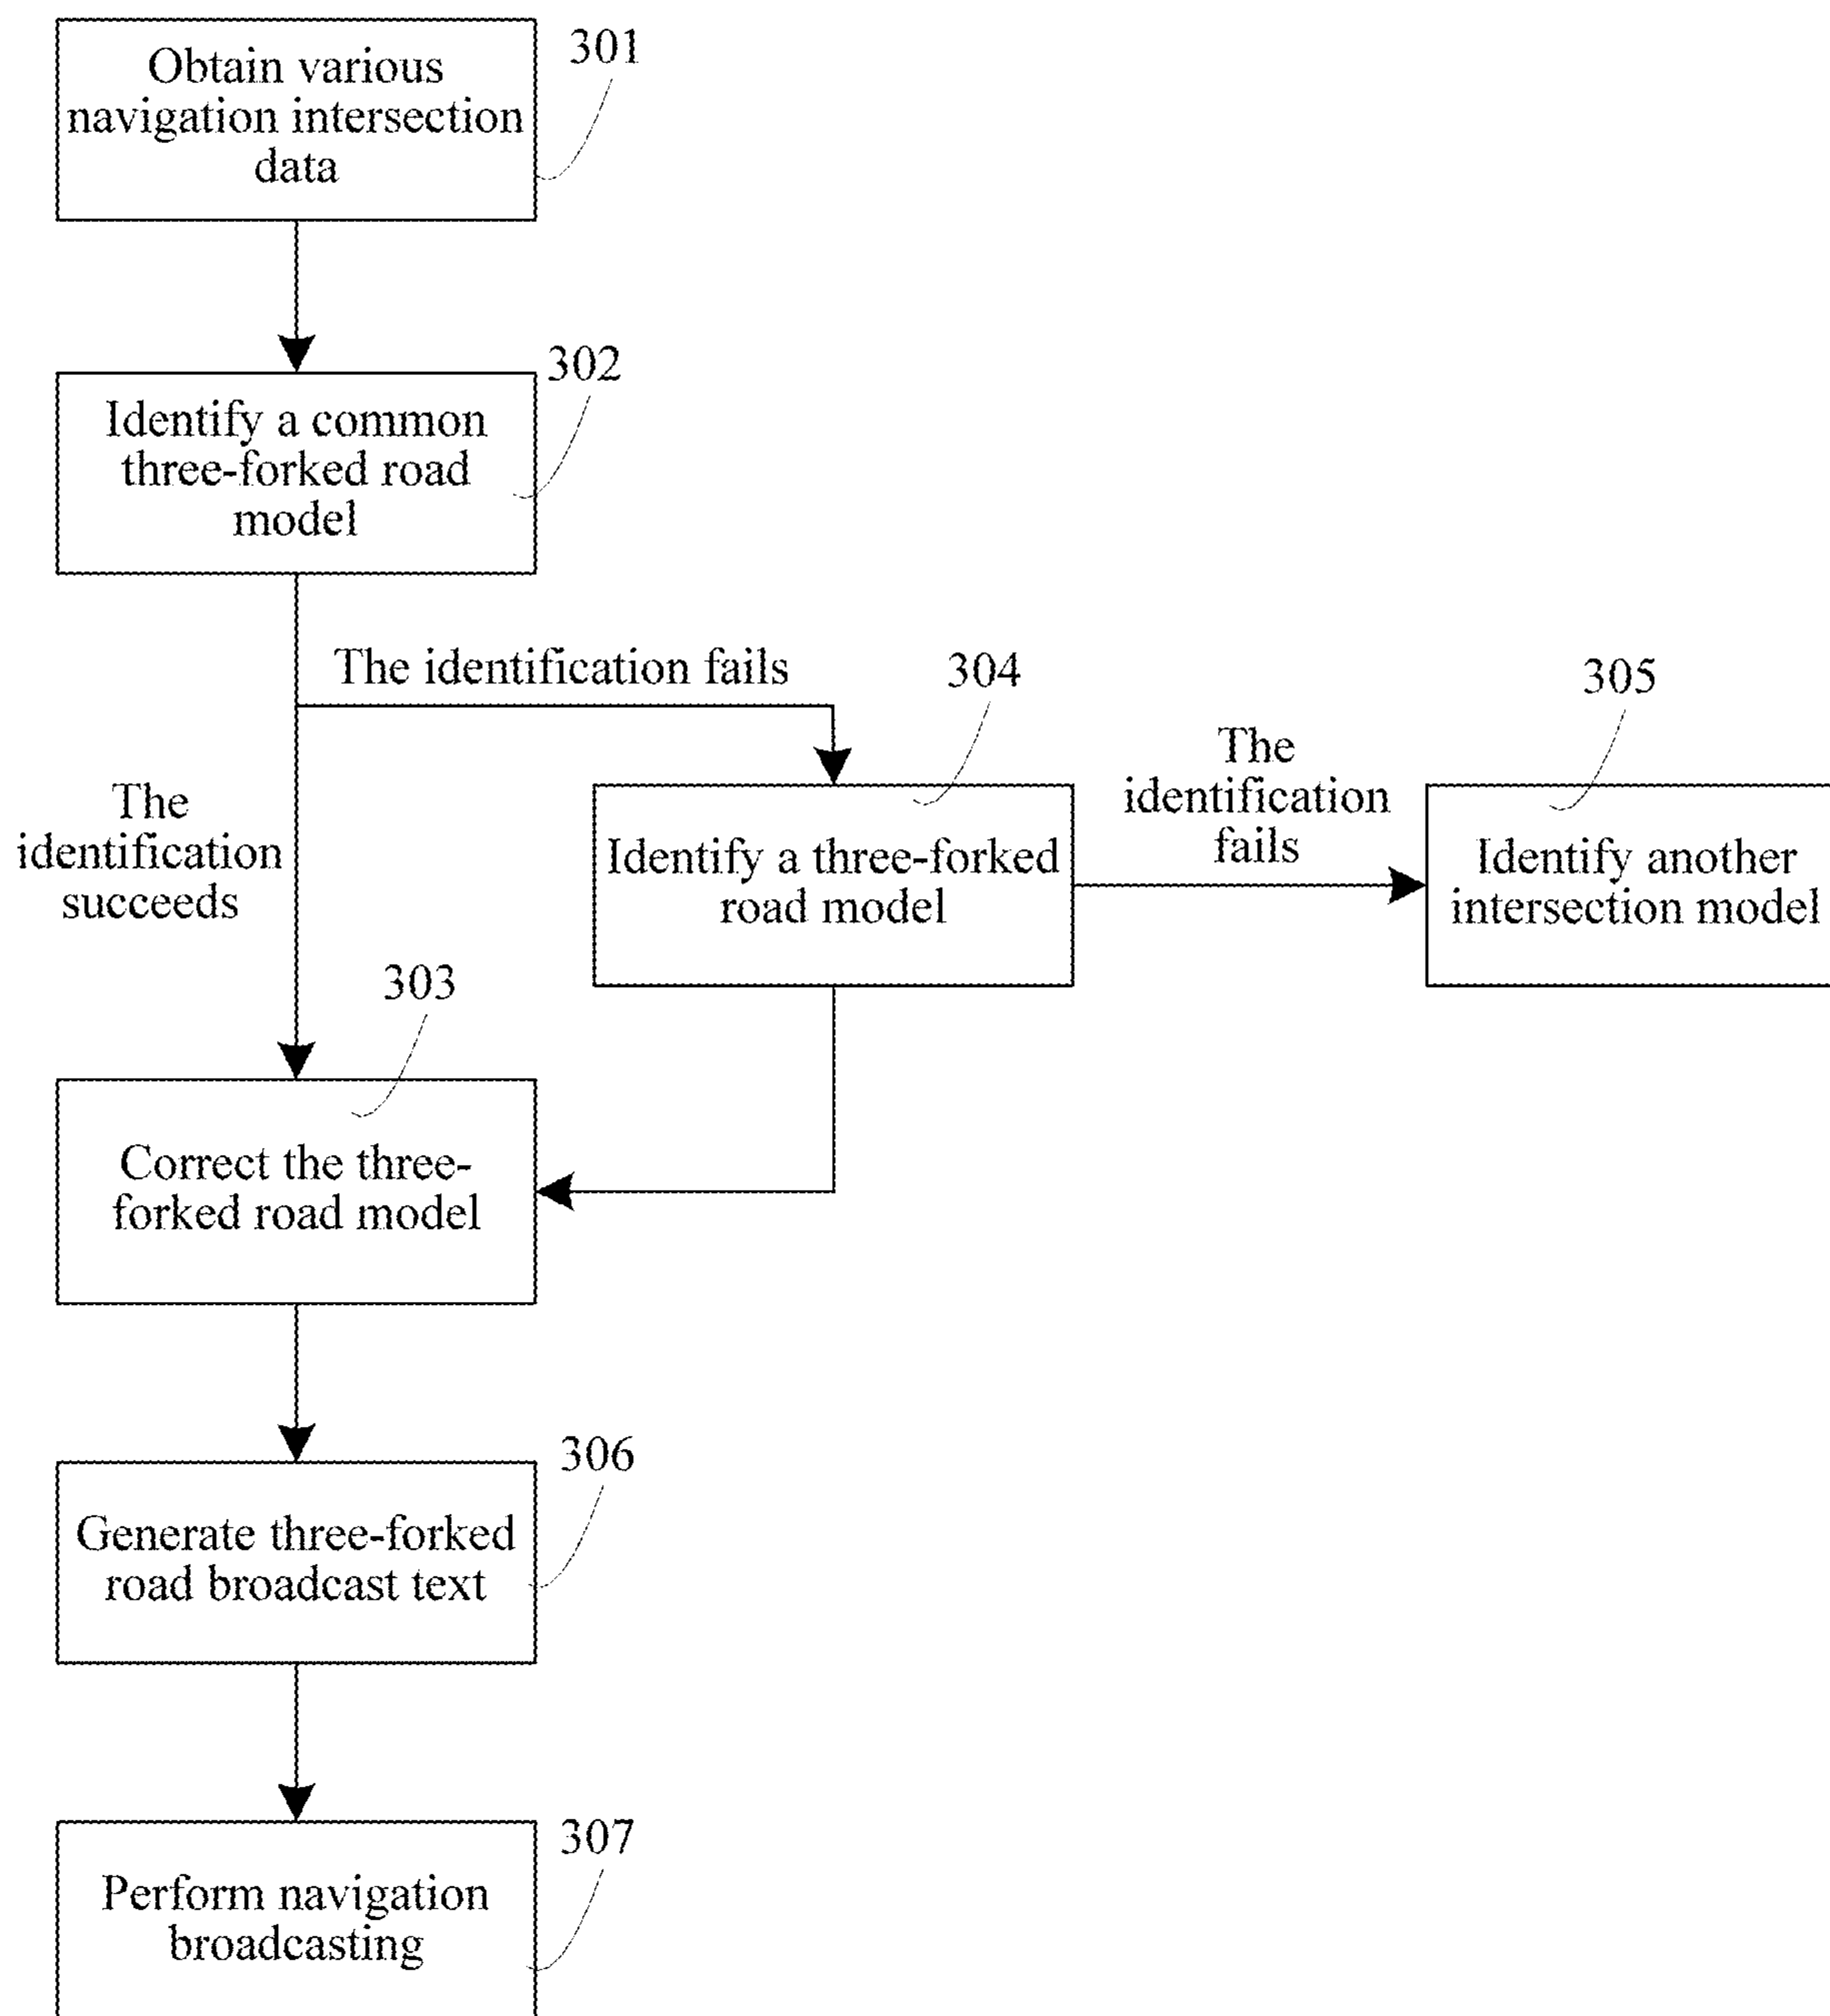 Obtain various
navigation intersection
data
301
Identify a common
three-forked road
model
302
The identification fails
The
identification
succeeds
304
Identify a three-forked
road model
The
identification
fails
305
Identify another
intersection model
303
Correct the three-
forked road model
306
Generate three-forked
road broadcast text
307
Perform navigation
broadcasting